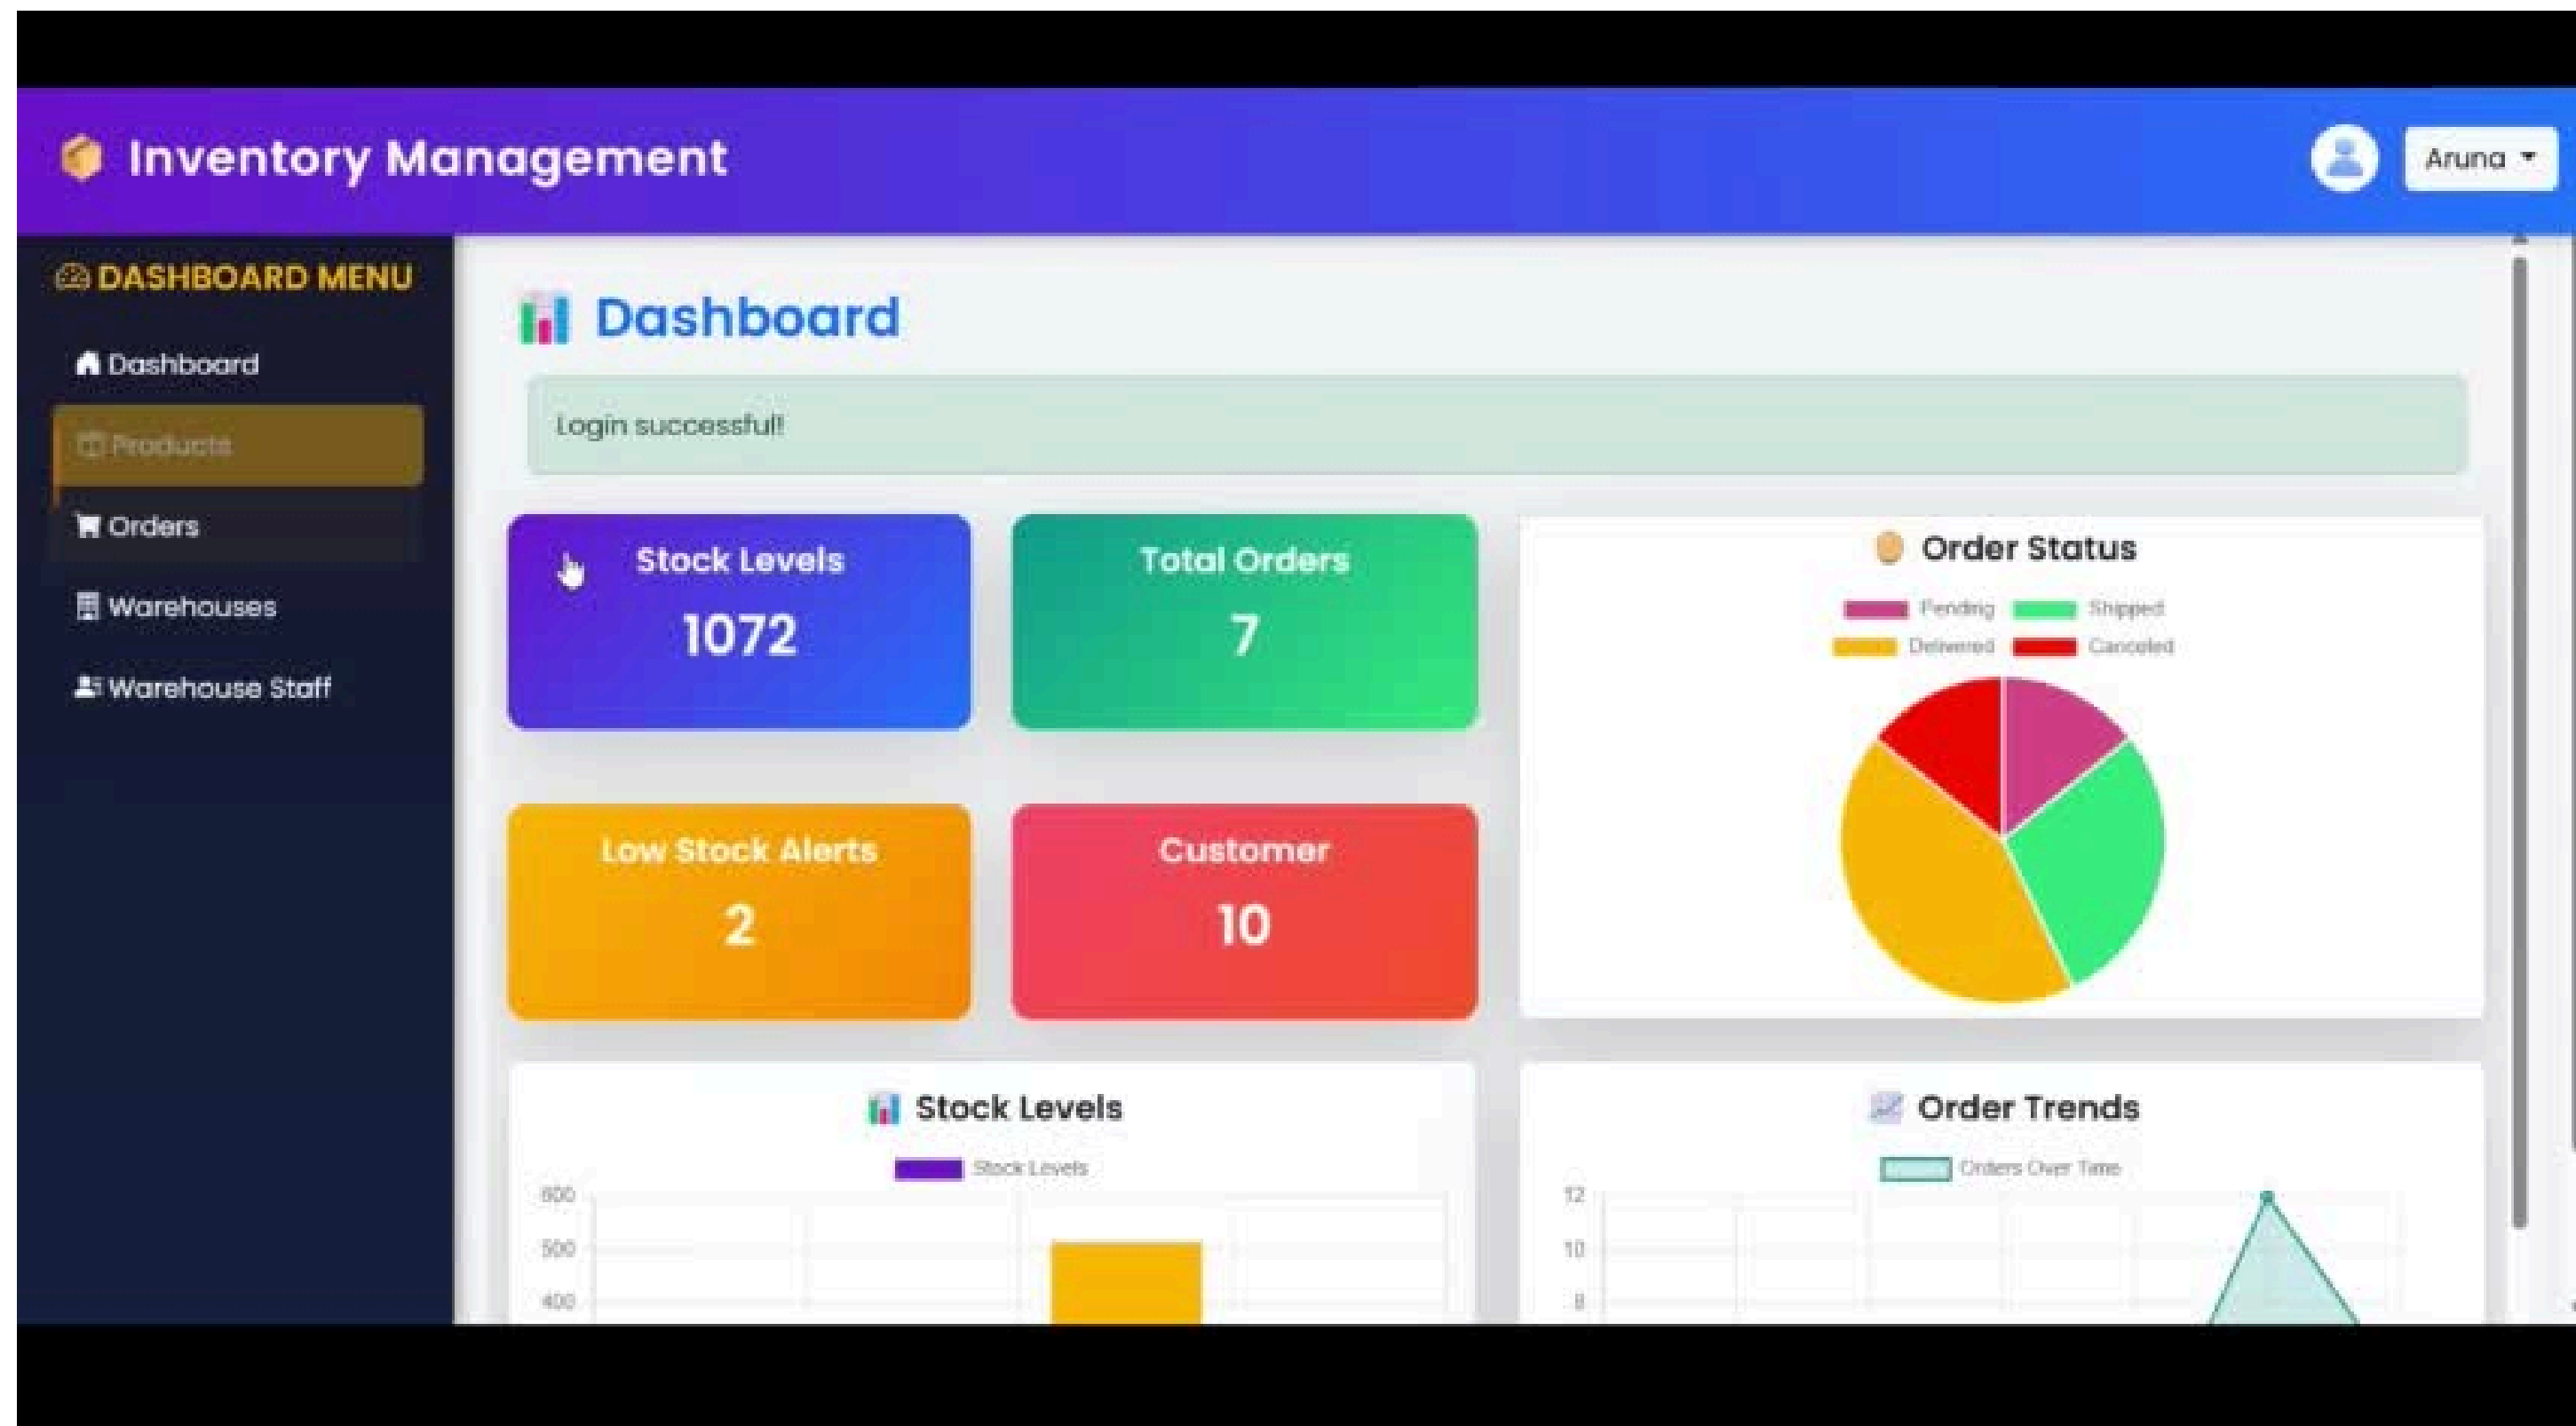 Inventory Management
Aruna
DASHBOARD MENU
Dashboard
Products
Orders
Warehouses
Warehouse Staff
Dashboard
Login successful!
Stock Levels
1072
Total Orders
7
Low Stock Alerts
2
Customer
10
Order Status
Pending Shipped
Delivered Canceled
Stock Levels
Stock Levels
600
500
400
Order Trends
Orders Over Time
12
10
8